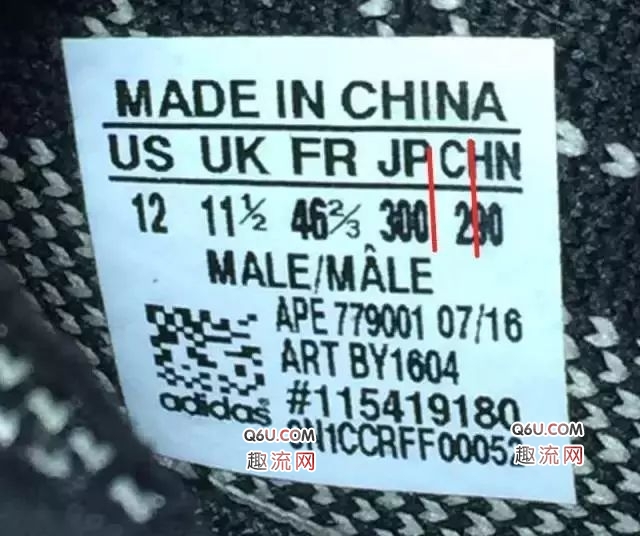 MADE IN CHINA
US UK FR JP CHN
12 11½ 46⅔ 300 290
MALE/MÂLE
APE 779001 07/16
ART BY1604
adidas® #115419180
Q6U.COM Q6U.COM
趣流网 趣流网